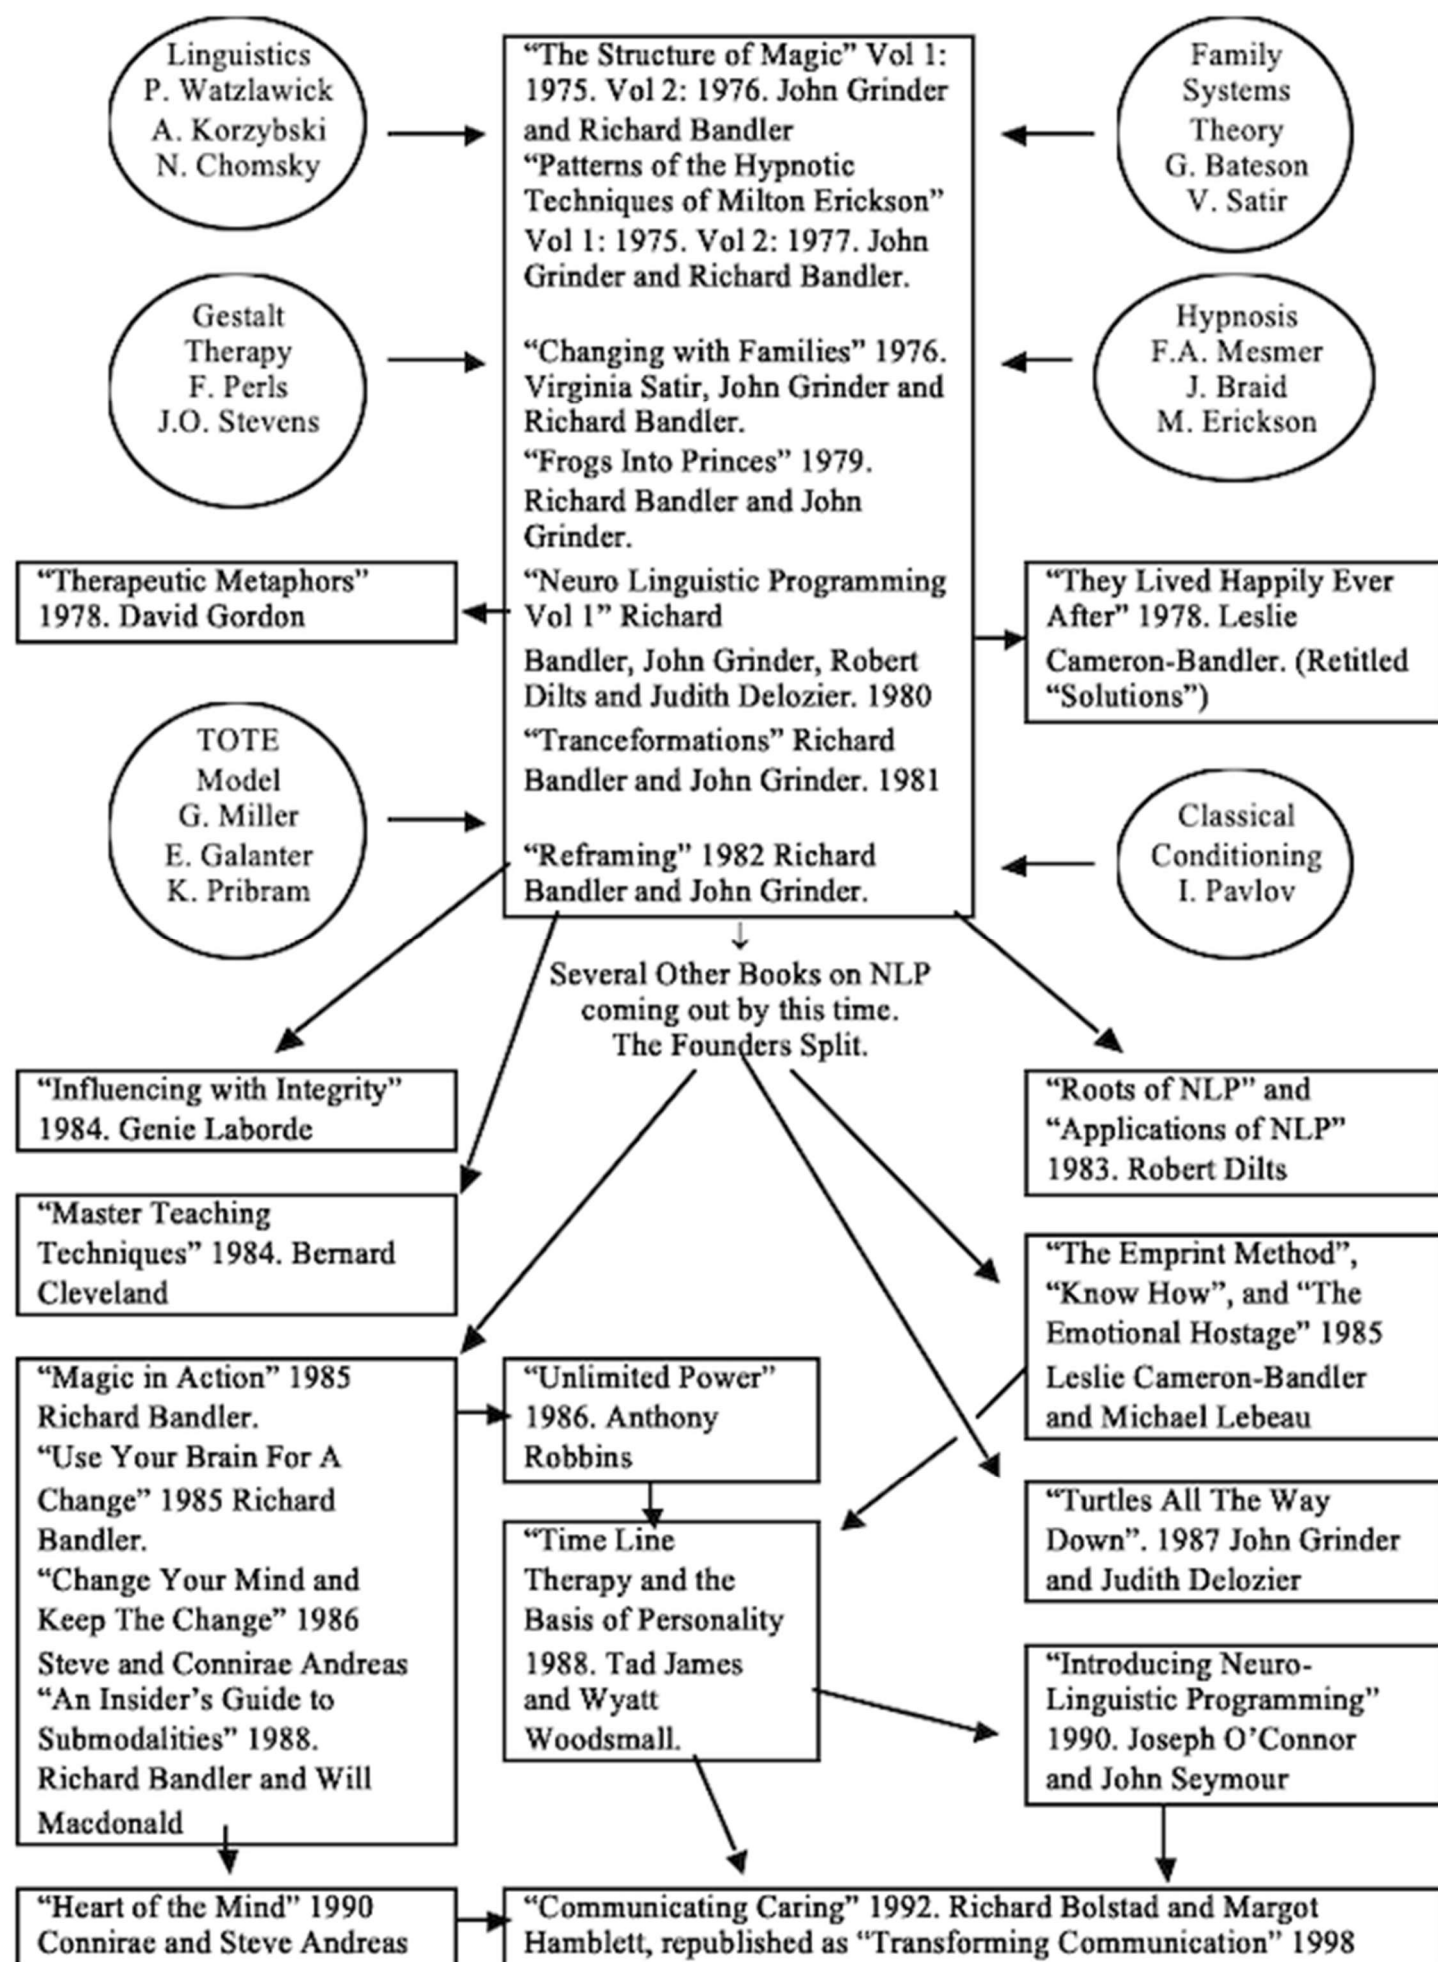 Linguistics
P. Watzlawick
A. Korzybski
N. Chomsky
“The Structure of Magic” Vol 1:
1975. Vol 2: 1976. John Grinder
and Richard Bandler
“Patterns of the Hypnotic
Techniques of Milton Erickson”
Vol 1: 1975. Vol 2: 1977. John
Grinder and Richard Bandler.
“Changing with Families” 1976.
Virginia Satir, John Grinder and
Richard Bandler.
“Frogs Into Princes” 1979.
Richard Bandler and John
Grinder.
“Neuro Linguistic Programming
Vol 1” Richard
Bandler, John Grinder, Robert
Dilts and Judith Delozier. 1980
“Tranceformations” Richard
Bandler and John Grinder. 1981
“Reframing” 1982 Richard
Bandler and John Grinder.
Family
Systems
Theory
G. Bateson
V. Satir
Gestalt
Therapy
F. Perls
J.O. Stevens
Hypnosis
F.A. Mesmer
J. Braid
M. Erickson
“Therapeutic Metaphors”
1978. David Gordon
“They Lived Happily Ever
After” 1978. Leslie
Cameron-Bandler. (Retitled
“Solutions”)
TOTE
Model
G. Miller
E. Galanter
K. Pribram
Classical
Conditioning
I. Pavlov
Several Other Books on NLP
coming out by this time.
The Founders Split.
“Influencing with Integrity”
1984. Genie Laborde
“Roots of NLP” and
“Applications of NLP”
1983. Robert Dilts
“Master Teaching
Techniques” 1984. Bernard
Cleveland
“The Emprint Method”,
“Know How”, and “The
Emotional Hostage” 1985
Leslie Cameron-Bandler
and Michael Lebeau
“Magic in Action” 1985
Richard Bandler.
“Use Your Brain For A
Change” 1985 Richard
Bandler.
“Change Your Mind and
Keep The Change” 1986
Steve and Connirae Andreas
“An Insider’s Guide to
Submodalities” 1988.
Richard Bandler and Will
Macdonald
“Unlimited Power”
1986. Anthony
Robbins
“Time Line
Therapy and the
Basis of Personality
1988. Tad James
and Wyatt
Woodsmall.
“Turtles All The Way
Down”. 1987 John Grinder
and Judith Delozier
“Introducing Neuro-
Linguistic Programming”
1990. Joseph O’Connor
and John Seymour
“Heart of the Mind” 1990
Connirae and Steve Andreas
“Communicating Caring” 1992. Richard Bolstad and Margot
Hamblett, republished as “Transforming Communication” 1998